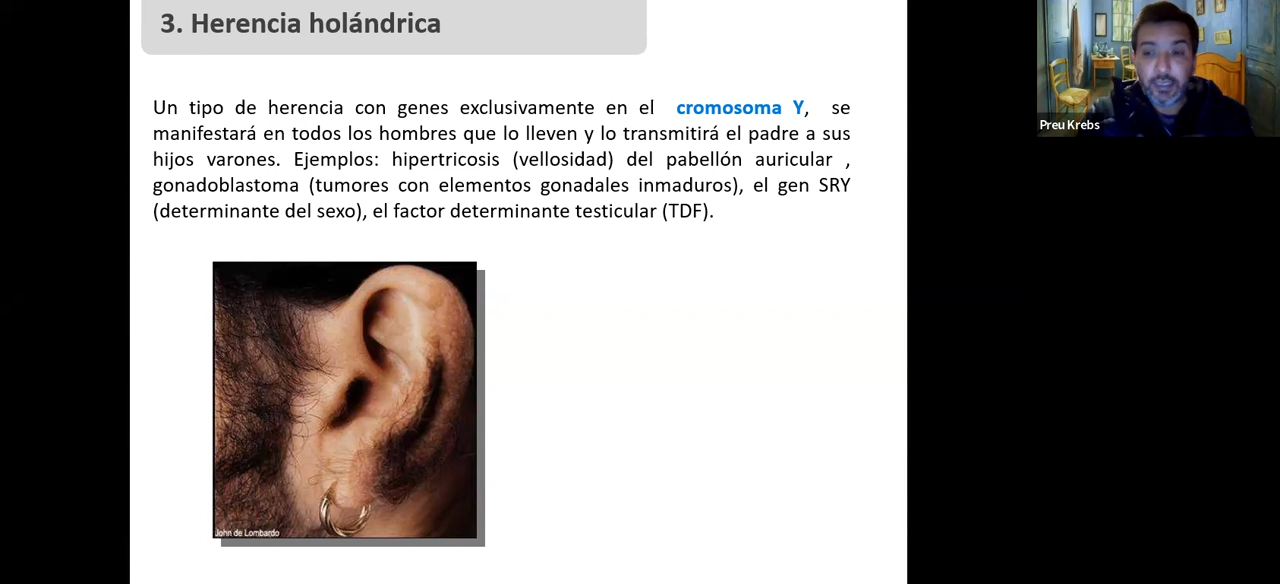 3. Herencia holándrica
Un tipo de herencia con genes exclusivamente en el cromosoma Y, se
manifestará en todos los hombres que lo lleven y lo transmitirá el padre a sus
hijos varones. Ejemplos: hipertricosis (vellosidad) del pabellón auricular ,
gonadoblastoma (tumores con elementos gonadales inmaduros), el gen SRY
(determinante del sexo), el factor determinante testicular (TDF).
John de Lombardo
Preu Krebs